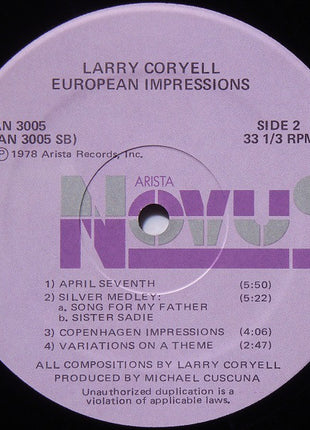 LARRY CORYELL
EUROPEAN IMPRESSIONS
AN 3005
(AN 3005 SB)
℗ 1978 Arista Records, Inc.
SIDE 2
33 1/3 RPM
ARISTA
NOVUS
1) APRIL SEVENTH (5:50)
2) SILVER MEDLEY: (5:22)
a. SONG FOR MY FATHER
b. SISTER SADIE
3) COPENHAGEN IMPRESSIONS (4:06)
4) VARIATIONS ON A THEME (2:47)
ALL COMPOSITIONS BY LARRY CORYELL
PRODUCED BY MICHAEL CUSCUNA
Unauthorized duplication is a
violation of applicable laws.